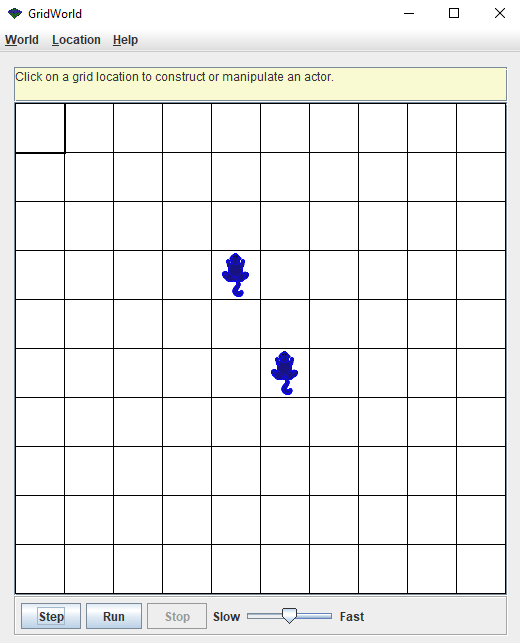 GridWorld
World Location Help
Click on a grid location to construct or manipulate an actor.
Step Run Stop Slow Fast